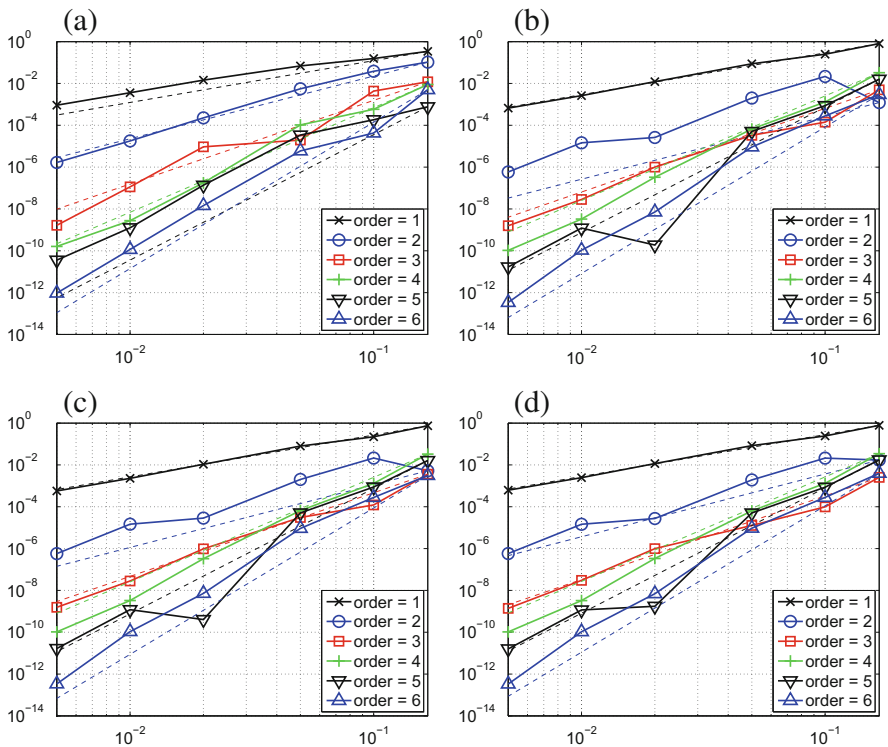 (a)
10^0
10^−2
10^−4
10^−6
10^−8
10^−10
10^−12
10^−14
10^−2
10^−1
order = 1
order = 2
order = 3
order = 4
order = 5
order = 6
(b)
10^0
10^−2
10^−4
10^−6
10^−8
10^−10
10^−12
10^−14
10^−2
10^−1
order = 1
order = 2
order = 3
order = 4
order = 5
order = 6
(c)
10^0
10^−2
10^−4
10^−6
10^−8
10^−10
10^−12
10^−14
10^−2
10^−1
order = 1
order = 2
order = 3
order = 4
order = 5
order = 6
(d)
10^0
10^−2
10^−4
10^−6
10^−8
10^−10
10^−12
10^−14
10^−2
10^−1
order = 1
order = 2
order = 3
order = 4
order = 5
order = 6